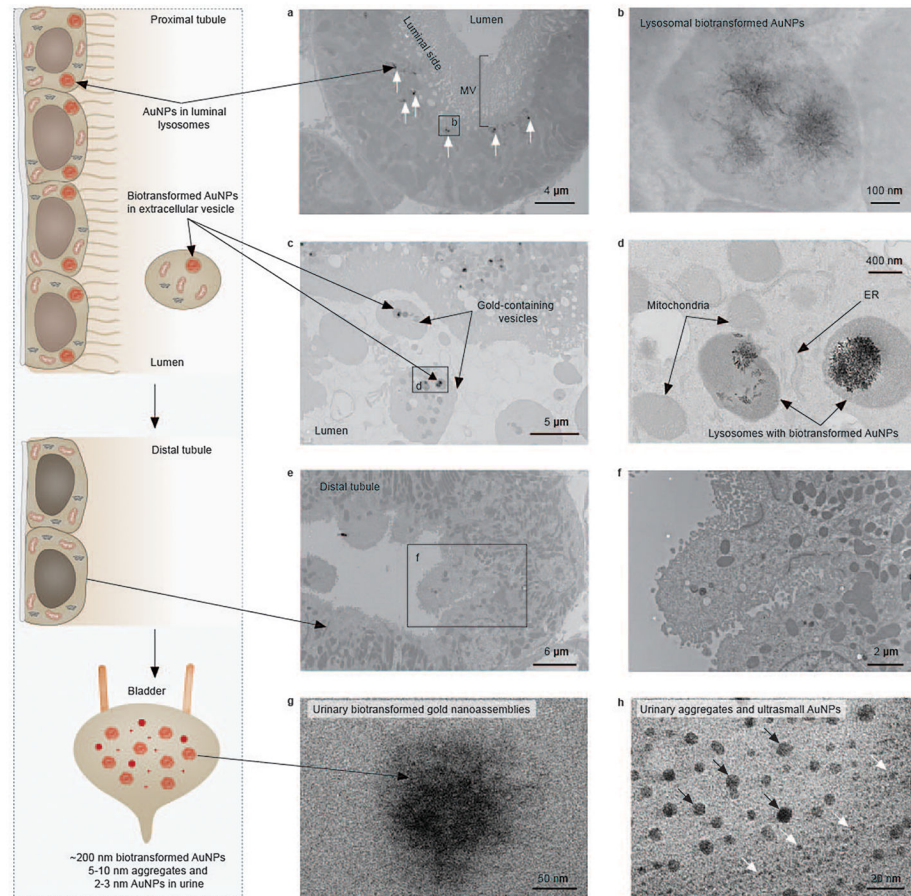 Proximal tubule
AuNPs in luminal
lysosomes
Biotransformed AuNPs
in extracellular vesicle
Lumen
Distal tubule
Bladder
~200 nm biotransformed AuNPs
5-10 nm aggregates and
2-3 nm AuNPs in urine
a
Lumen
Luminal side
MV
b
4 µm
b
Lysosomal biotransformed AuNPs
100 nm
c
Gold-containing
vesicles
d
Lumen
5 µm
d
400 nm
Mitochondria
ER
Lysosomes with biotransformed AuNPs
e
Distal tubule
f
6 µm
f
2 µm
g
Urinary biotransformed gold nanoassemblies
50 nm
h
Urinary aggregates and ultrasmall AuNPs
20 nm